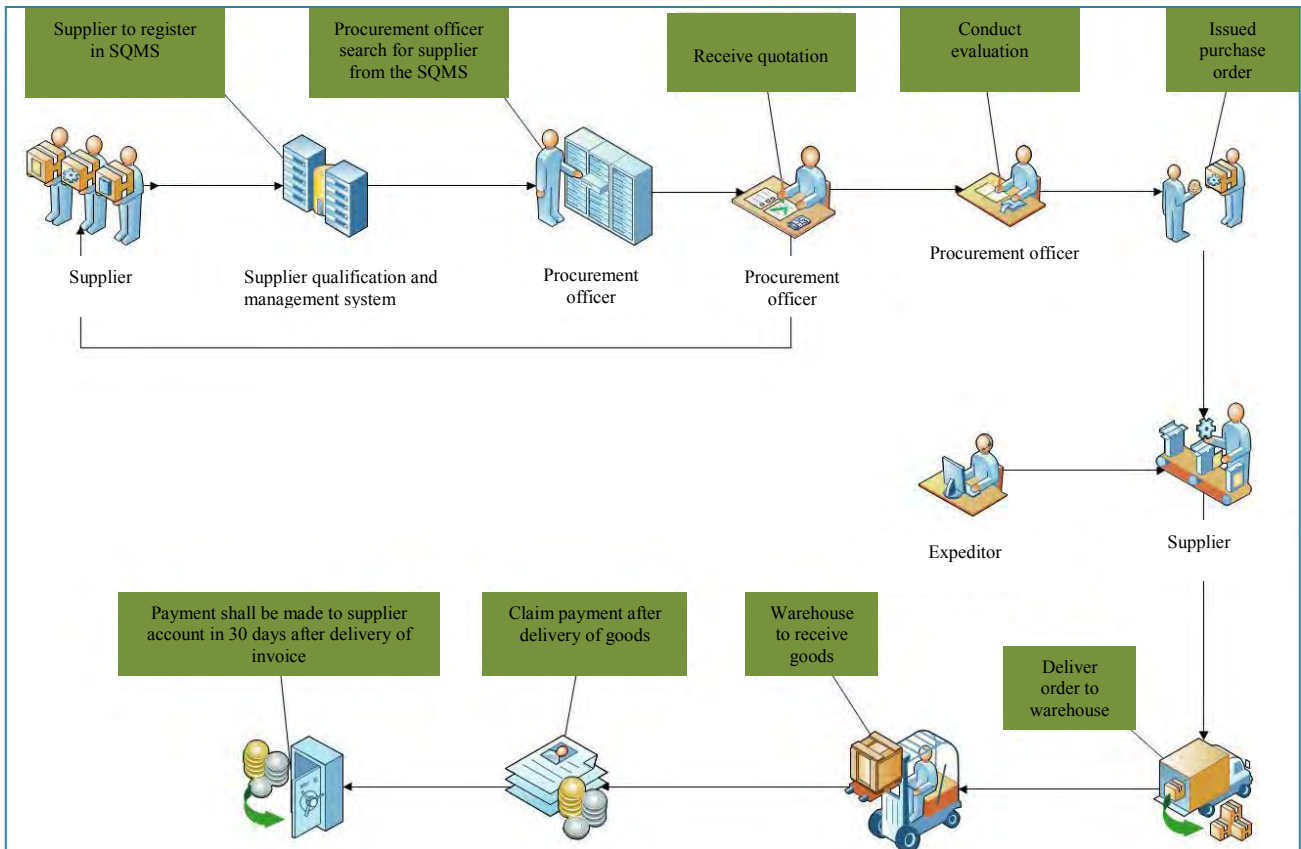 Supplier to register
in SQMS
Procurement officer
search for supplier
from the SQMS
Receive quotation
Conduct
evaluation
Issued
purchase
order
Supplier
Supplier qualification and
management system
Procurement
officer
Procurement
officer
Procurement officer
Expeditor
Supplier
Payment shall be made to supplier
account in 30 days after delivery of
invoice
Claim payment after
delivery of goods
Warehouse
to receive
goods
Deliver
order to
warehouse